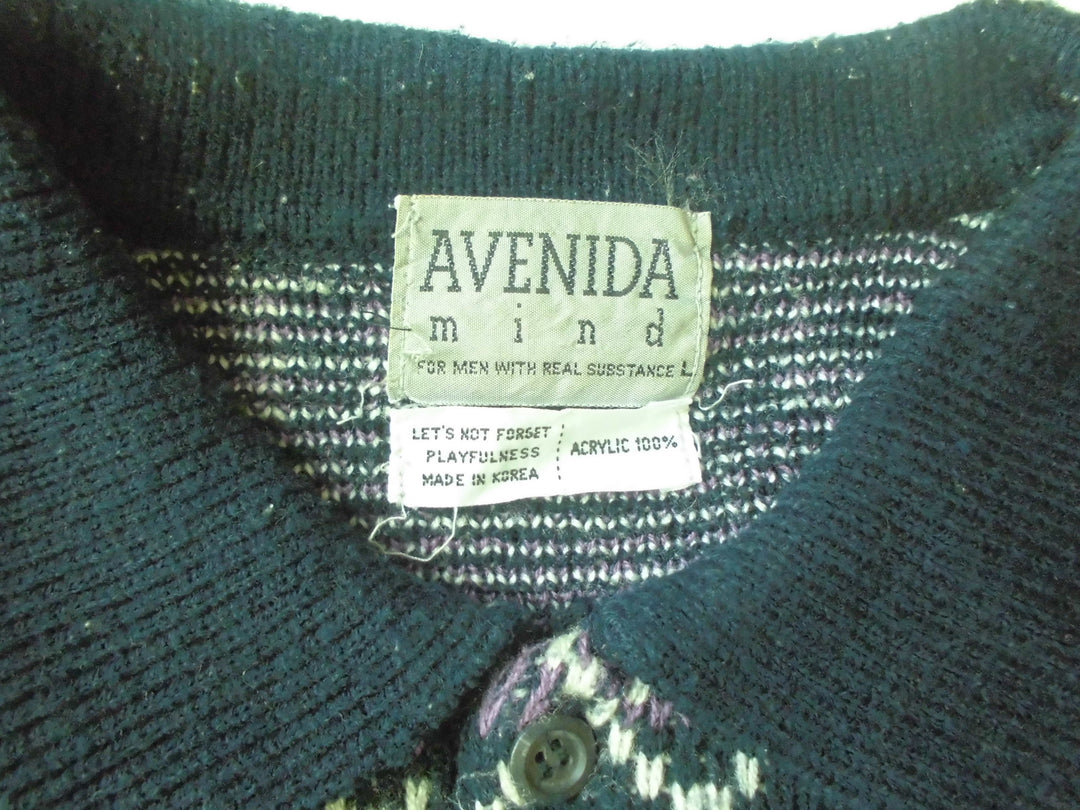 AVENIDA
mind
FOR MEN WITH REAL SUBSTANCE L
LET'S NOT FORGET
PLAYFULNESS
MADE IN KOREA
ACRYLIC 100%